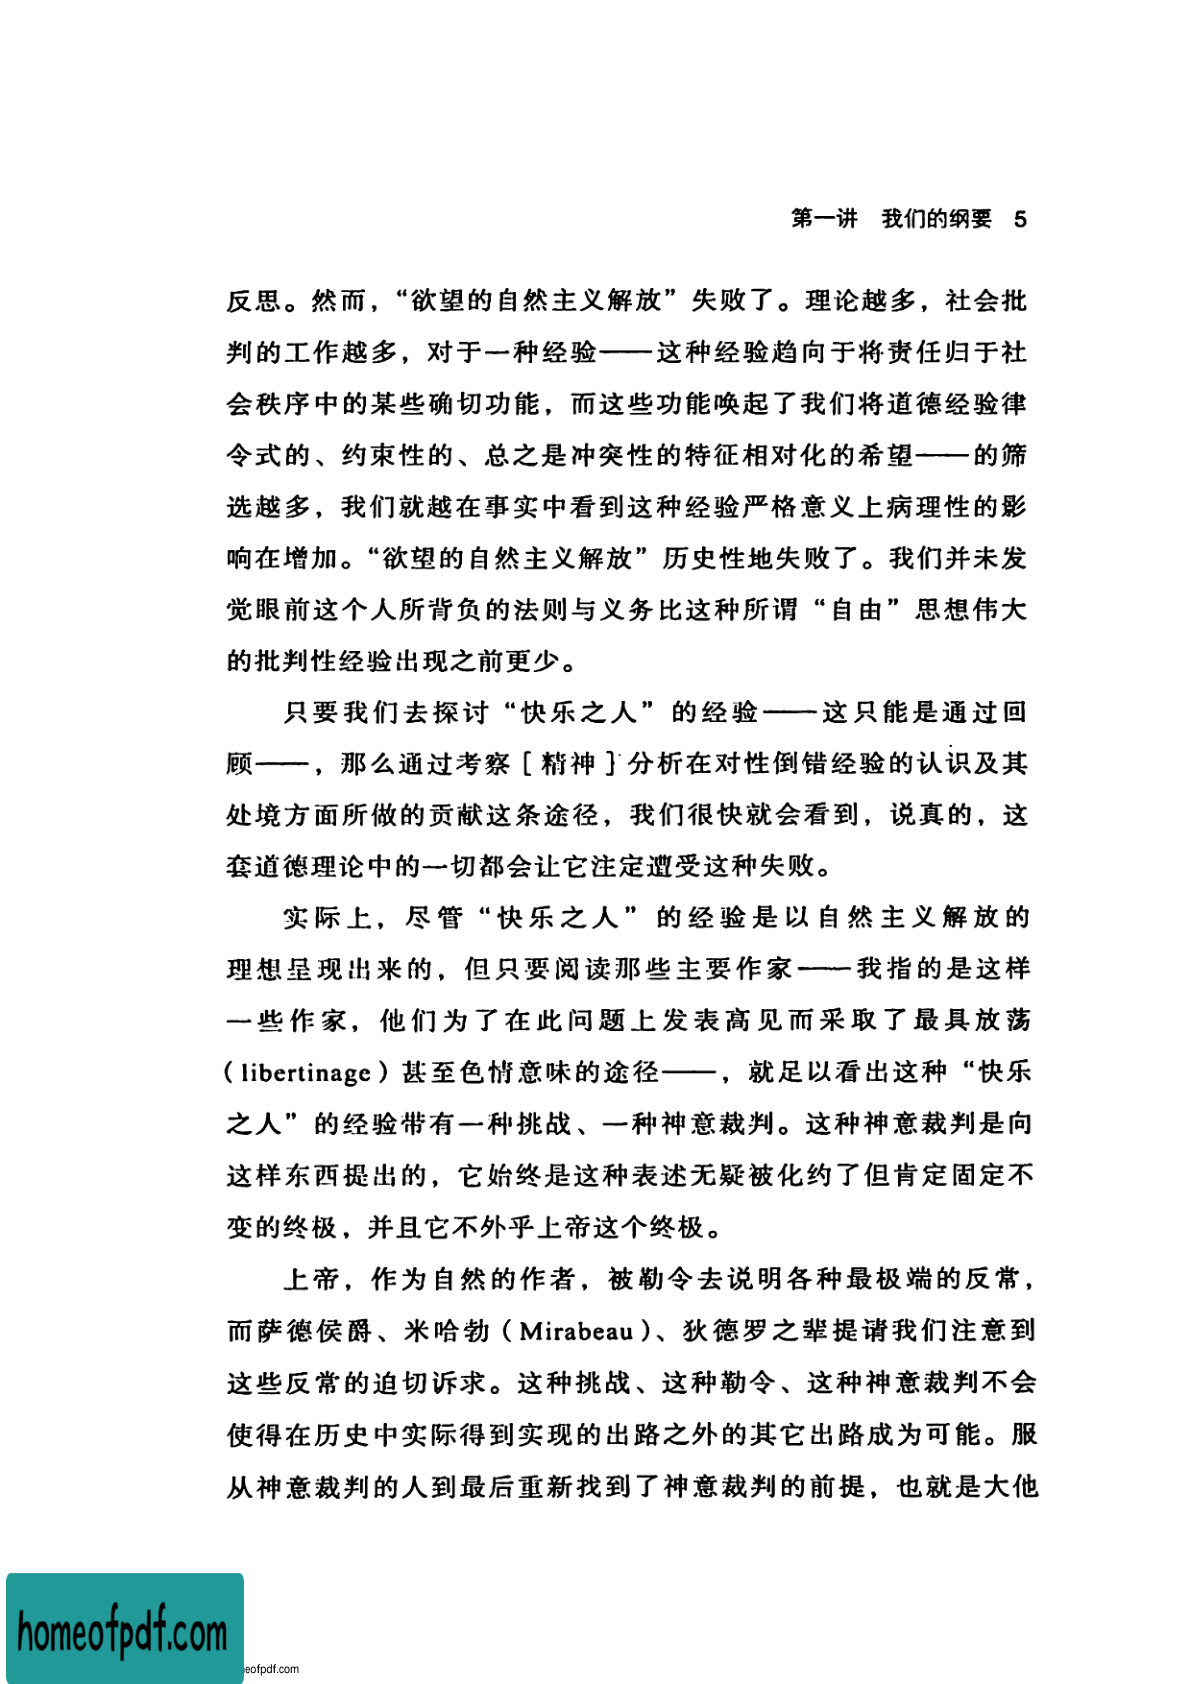 第一讲 我们的纲要 5
反思。然而，“欲望的自然主义解放”失败了。理论越多，社会批
判的工作越多，对于一种经验——这种经验趋向于将责任归于社
会秩序中的某些确切功能，而这些功能唤起了我们将道德经验律
令式的、约束性的、总之是冲突性的特征相对化的希望——的筛
选越多，我们就越在事实中看到这种经验严格意义上病理性的影
响在增加。“欲望的自然主义解放”历史性地失败了。我们并未发
觉眼前这个人所背负的法则与义务比这种所谓“自由”思想伟大
的批判性经验出现之前更少。
只要我们去探讨“快乐之人”的经验——这只能是通过回
顾——，那么通过考察［精神］分析在对性倒错经验的认识及其
处境方面所做的贡献这条途径，我们很快就会看到，说真的，这
套道德理论中的一切都会让它注定遭受这种失败。
实际上，尽管“快乐之人”的经验是以自然主义解放的
理想呈现出来的，但只要阅读那些主要作家——我指的是这样
一些作家，他们为了在此问题上发表高见而采取了最具放荡
（libertinage）甚至色情意味的途径——，就足以看出这种“快乐
之人”的经验带有一种挑战、一种神意裁判。这种神意裁判是向
这样东西提出的，它始终是这种表述无疑被化约了但肯定固定不
变的终极，并且它不外乎上帝这个终极。
上帝，作为自然的作者，被勒令去说明各种最极端的反常，
而萨德侯爵、米哈勃（Mirabeau）、狄德罗之辈提请我们注意到
这些反常的迫切诉求。这种挑战、这种勒令、这种神意裁判不会
使得在历史中实际得到实现的出路之外的其它出路成为可能。服
从神意裁判的人到最后重新找到了神意裁判的前提，也就是大他
homeofpdf.com
eofpdf.com